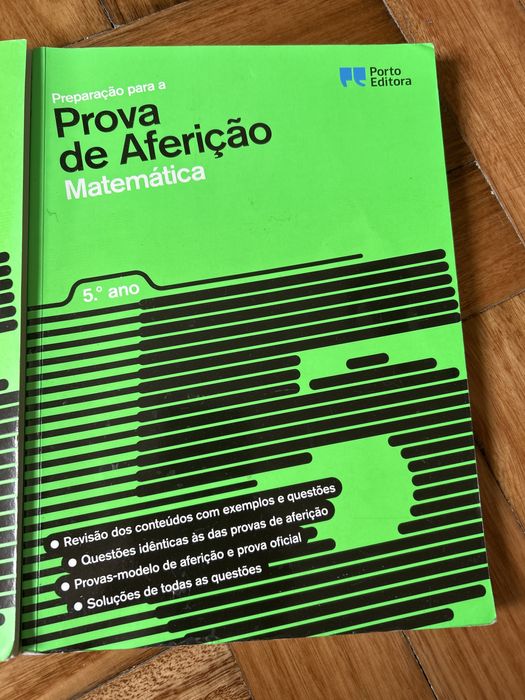 Preparação para a
Prova
de Aferição
Matemática
Porto
Editora
5.º ano
Revisão dos conteúdos com exemplos e questões
Questões idênticas às das provas de aferição
Provas-modelo de aferição e prova oficial
Soluções de todas as questões